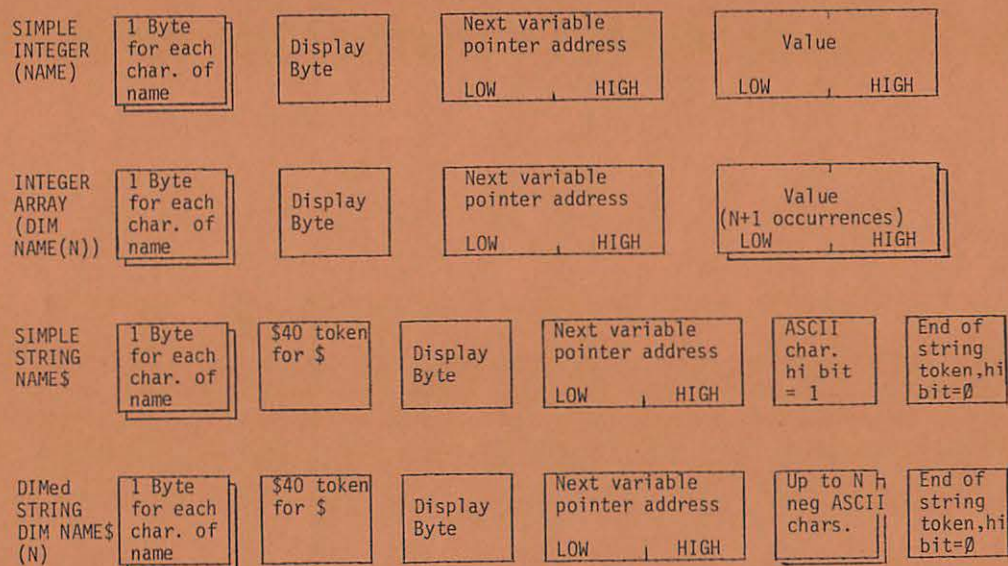 SIMPLE
INTEGER
(NAME)
1 Byte
for each
char. of
name
Display
Byte
Next variable
pointer address
LOW HIGH
Value
LOW HIGH
INTEGER
ARRAY
(DIM
NAME(N))
1 Byte
for each
char. of
name
Display
Byte
Next variable
pointer address
LOW HIGH
Value
(N+1 occurrences)
LOW HIGH
SIMPLE
STRING
NAME$
1 Byte
for each
char. of
name
$40 token
for $
Display
Byte
Next variable
pointer address
LOW HIGH
ASCII
char.
hi bit
= 1
End of
string
token,hi
bit=Ø
DIMed
STRING
DIM NAME$
(N)
1 Byte
for each
char. of
name
$40 token
for $
Display
Byte
Next variable
pointer address
LOW HIGH
Up to N
neg ASCII
chars.
End of
string
token,hi
bit=Ø